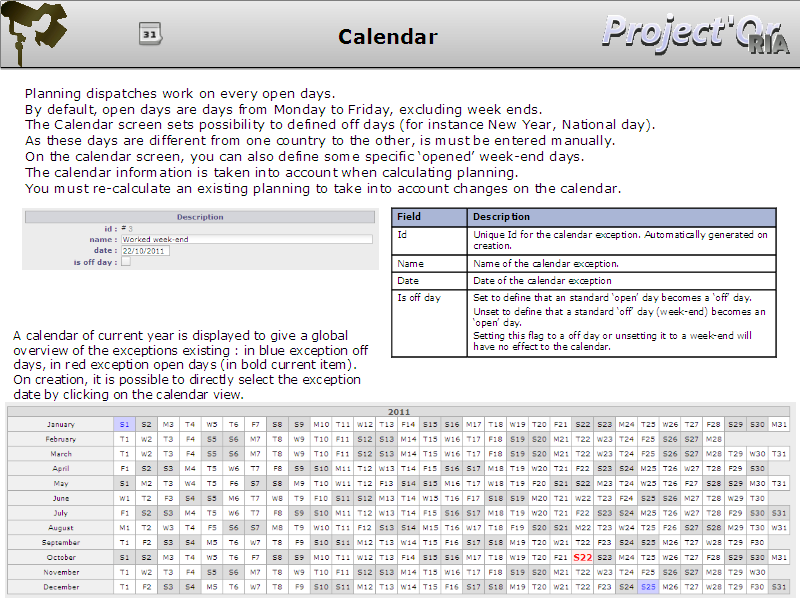 31
Calendar
Project'Or
RIA
Planning dispatches work on every open days.
By default, open days are days from Monday to Friday, excluding week ends.
The Calendar screen sets possibility to defined off days (for instance New Year, National day).
As these days are different from one country to the other, is must be entered manually.
On the calendar screen, you can also define some specific 'opened' week-end days.
The calendar information is taken into account when calculating planning.
You must re-calculate an existing planning to take into account changes on the calendar.
Description
id : # 3
name : Worked week-end
date : 22/10/2011
is off day :
Field Description
Id Unique Id for the calendar exception. Automatically generated on
creation.
Name Name of the calendar exception.
Date Date of the calendar exception
Is off day Set to define that an standard 'open' day becomes a 'off' day.
Unset to define that a standard 'off' day (week-end) becomes an
'open' day.
Setting this flag to a off day or unsetting it to a week-end will
have no effect to the calendar.
A calendar of current year is displayed to give a global
overview of the exceptions existing : in blue exception off
days, in red exception open days (in bold current item).
On creation, it is possible to directly select the exception
date by clicking on the calendar view.
2011
January S1 S2 M3 T4 W5 T6 F7 S8 S9 M10 T11 W12 T13 F14 S15 S16 M17 T18 W19 T20 F21 S22 S23 M24 T25 W26 T27 F28 S29 S30 M31
February T1 W2 T3 F4 S5 S6 M7 T8 W9 T10 F11 S12 S13 M14 T15 W16 T17 F18 S19 S20 M21 T22 W23 T24 F25 S26 S27 M28
March T1 W2 T3 F4 S5 S6 M7 T8 W9 T10 F11 S12 S13 M14 T15 W16 T17 F18 S19 S20 M21 T22 W23 T24 F25 S26 S27 M28 T29 W30 T31
April F1 S2 S3 M4 T5 W6 T7 F8 S9 S10 M11 T12 W13 T14 F15 S16 S17 M18 T19 W20 T21 F22 S23 S24 M25 T26 W27 T28 F29 S30
May S1 M2 T3 W4 T5 F6 S7 S8 M9 T10 W11 T12 F13 S14 S15 M16 T17 W18 T19 F20 S21 S22 M23 T24 W25 T26 F27 S28 S29 M30 T31
June W1 T2 F3 S4 S5 M6 T7 W8 T9 F10 S11 S12 M13 T14 W15 T16 F17 S18 S19 M20 T21 W22 T23 F24 S25 S26 M27 T28 W29 T30
July F1 S2 S3 M4 T5 W6 T7 F8 S9 S10 M11 T12 W13 T14 F15 S16 S17 M18 T19 W20 T21 F22 S23 S24 M25 T26 W27 T28 F29 S30 S31
August M1 T2 W3 T4 F5 S6 S7 M8 T9 W10 T11 F12 S13 S14 M15 T16 W17 T18 F19 S20 S21 M22 T23 W24 T25 F26 S27 S28 M29 T30 W31
September T1 F2 S3 S4 M5 T6 W7 T8 F9 S10 S11 M12 T13 W14 T15 F16 S17 S18 M19 T20 W21 T22 F23 S24 S25 M26 T27 W28 T29 F30
October S1 S2 M3 T4 W5 T6 F7 S8 S9 M10 T11 W12 T13 F14 S15 S16 M17 T18 W19 T20 F21 S22 S23 M24 T25 W26 T27 F28 S29 S30 M31
November T1 W2 T3 F4 S5 S6 M7 T8 W9 T10 F11 S12 S13 M14 T15 W16 T17 F18 S19 S20 M21 T22 W23 T24 F25 S26 S27 M28 T29 W30
December T1 F2 S3 S4 M5 T6 W7 T8 F9 S10 S11 M12 T13 W14 T15 F16 S17 S18 M19 T20 W21 T22 F23 S24 S25 M26 T27 W28 T29 F30 S31